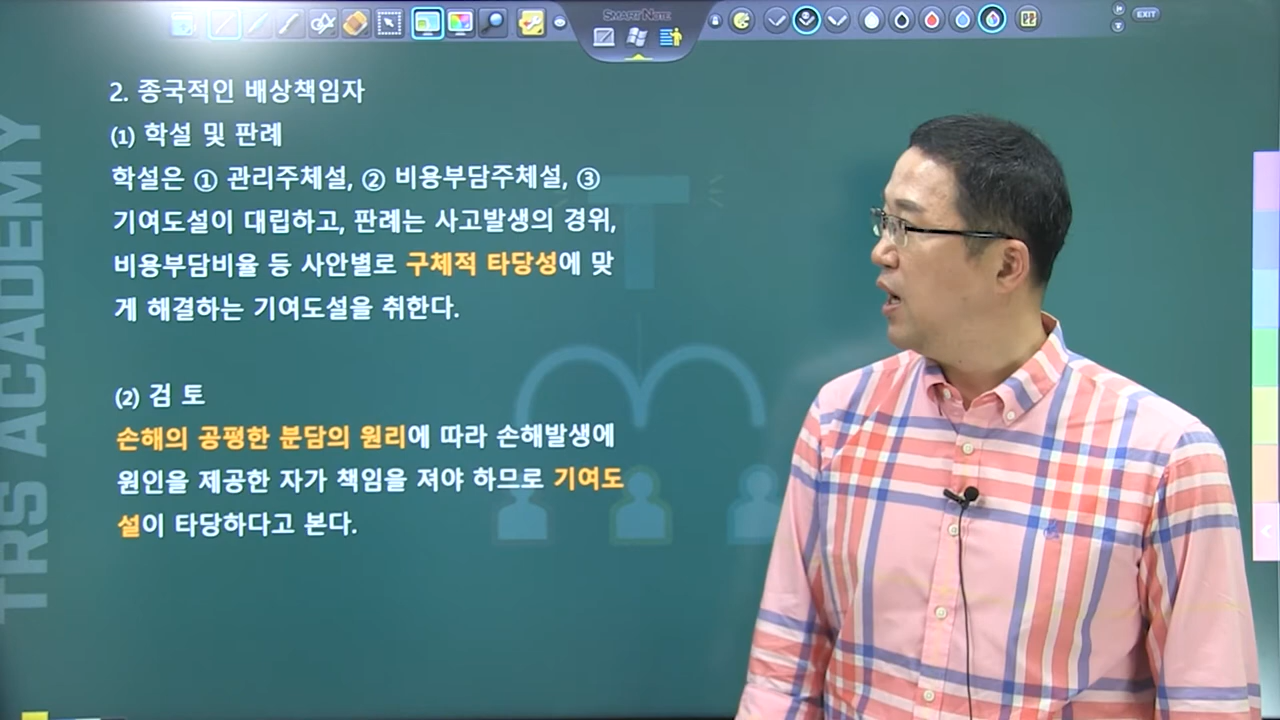 SMART NOTE
EXIT
2. 종국적인 배상책임자
(1) 학설 및 판례
학설은 ① 관리주체설, ② 비용부담주체설, ③
기여도설이 대립하고, 판례는 사고발생의 경위,
비용부담비율 등 사안별로 구체적 타당성에 맞
게 해결하는 기여도설을 취한다.
(2) 검 토
손해의 공평한 분담의 원리에 따라 손해발생에
원인을 제공한 자가 책임을 져야 하므로 기여도
설이 타당하다고 본다.
TRS ACADEMY